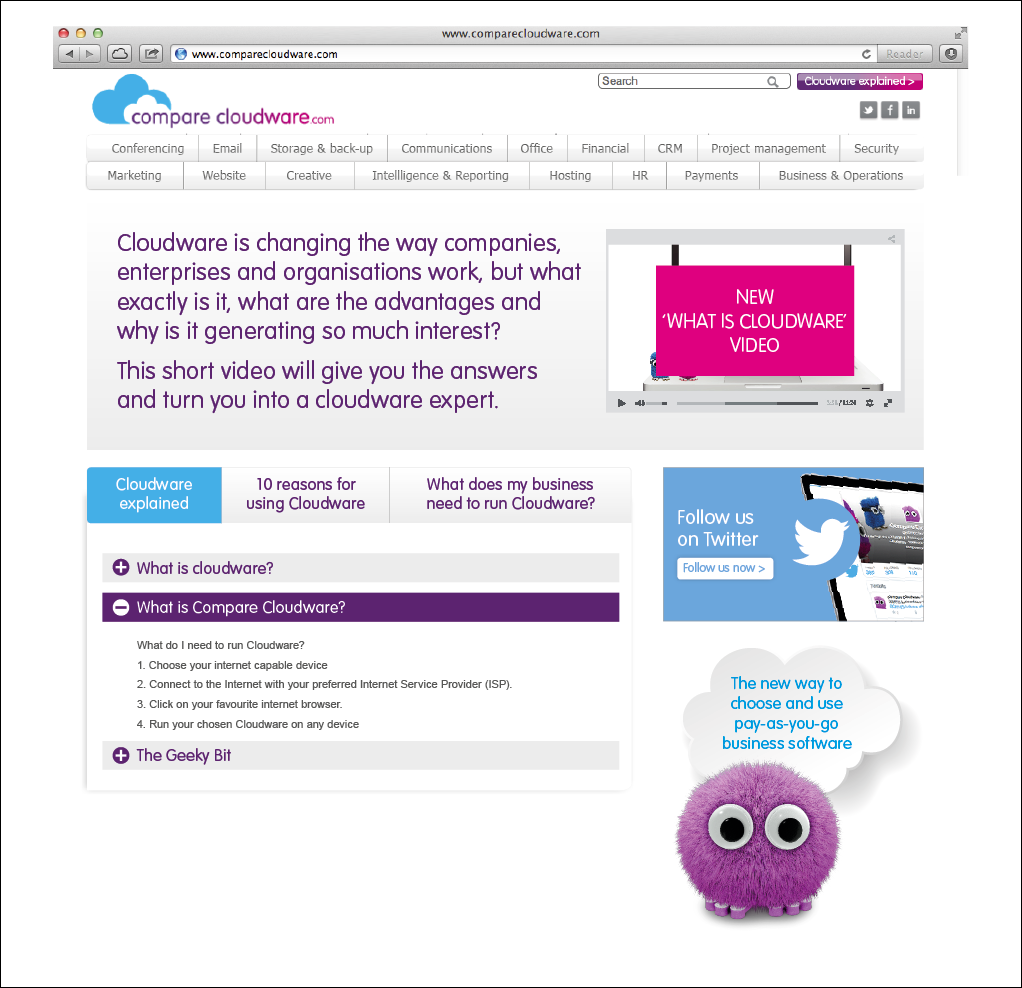 www.comparecloudware.com
www.comparecloudware.com
Reader
compare cloudware.com
Search
Cloudware explained >
Conferencing Email Storage & back-up Communications Office Financial CRM Project management Security
Marketing Website Creative Intelllligence & Reporting Hosting HR Payments Business & Operations
Cloudware is changing the way companies,
enterprises and organisations work, but what
exactly is it, what are the advantages and
why is it generating so much interest?
This short video will give you the answers
and turn you into a cloudware expert.
NEW
‘WHAT IS CLOUDWARE’
VIDEO
Cloudware
explained
10 reasons for
using Cloudware
What does my business
need to run Cloudware?
What is cloudware?
What is Compare Cloudware?
What do I need to run Cloudware?
1. Choose your internet capable device
2. Connect to the Internet with your preferred Internet Service Provider (ISP).
3. Click on your favourite internet browser.
4. Run your chosen Cloudware on any device
The Geeky Bit
Follow us
on Twitter
Follow us now >
The new way to
choose and use
pay-as-you-go
business software